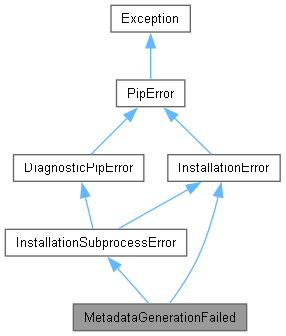 Exception
PipError
DiagnosticPipError
InstallationError
InstallationSubprocessError
MetadataGenerationFailed